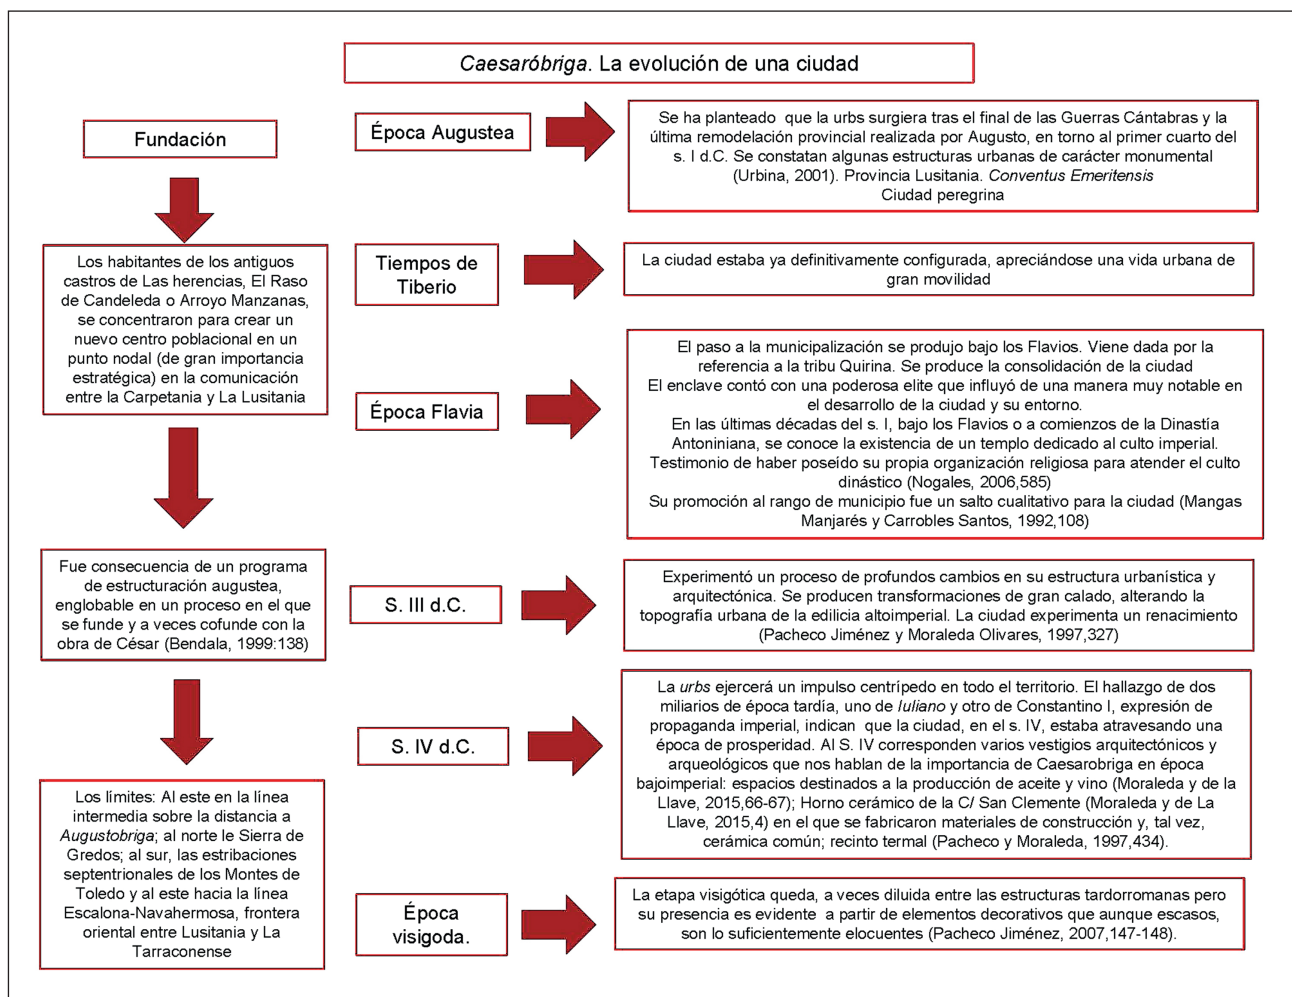 Caesaróbriga. La evolución de una ciudad
Fundación
Los habitantes de los antiguos
castros de Las herencias, El Raso
de Candeleda o Arroyo Manzanas,
se concentraron para crear un
nuevo centro poblacional en un
punto nodal (de gran importancia
estratégica) en la comunicación
entre la Carpetania y La Lusitania
Fue consecuencia de un programa
de estructuración augustea,
englobable en un proceso en el que
se funde y a veces cofunde con la
obra de César (Bendala, 1999:138)
Los límites: Al este en la línea
intermedia sobre la distancia a
Augustobriga; al norte le Sierra de
Gredos; al sur, las estribaciones
septentrionales de los Montes de
Toledo y al este hacia la línea
Escalona-Navahermosa, frontera
oriental entre Lusitania y La
Tarraconense
Época Augustea
Se ha planteado que la urbs surgiera tras el final de las Guerras Cántabras y la
última remodelación provincial realizada por Augusto, en torno al primer cuarto del
s. I d.C. Se constatan algunas estructuras urbanas de carácter monumental
(Urbina, 2001). Provincia Lusitania. Conventus Emeritensis
Ciudad peregrina
Tiempos de
Tiberio
La ciudad estaba ya definitivamente configurada, apreciándose una vida urbana de
gran movilidad
Época Flavia
El paso a la municipalización se produjo bajo los Flavios. Viene dada por la
referencia a la tribu Quirina. Se produce la consolidación de la ciudad
El enclave contó con una poderosa elite que influyó de una manera muy notable en
el desarrollo de la ciudad y su entorno.
En las últimas décadas del s. I, bajo los Flavios o a comienzos de la Dinastía
Antoniniana, se conoce la existencia de un templo dedicado al culto imperial.
Testimonio de haber poseído su propia organización religiosa para atender el culto
dinástico (Nogales, 2006,585)
Su promoción al rango de municipio fue un salto cualitativo para la ciudad (Mangas
Manjarés y Carrobles Santos, 1992,108)
S. III d.C.
Experimentó un proceso de profundos cambios en su estructura urbanística y
arquitectónica. Se producen transformaciones de gran calado, alterando la
topografía urbana de la edilicia altoimperial. La ciudad experimenta un renacimiento
(Pacheco Jiménez y Moraleda Olivares, 1997,327)
S. IV d.C.
La urbs ejercerá un impulso centrípedo en todo el territorio. El hallazgo de dos
miliarios de época tardía, uno de Iuliano y otro de Constantino I, expresión de
propaganda imperial, indican que la ciudad, en el s. IV, estaba atravesando una
época de prosperidad. Al S. IV corresponden varios vestigios arquitectónicos y
arqueológicos que nos hablan de la importancia de Caesarobriga en época
bajoimperial: espacios destinados a la producción de aceite y vino (Moraleda y de la
Llave, 2015,66-67); Horno cerámico de la C/ San Clemente (Moraleda y de La
Llave, 2015,4) en el que se fabricaron materiales de construcción y, tal vez,
cerámica común; recinto termal (Pacheco y Moraleda, 1997,434).
Época
visigoda.
La etapa visigótica queda, a veces diluida entre las estructuras tardorromanas pero
su presencia es evidente a partir de elementos decorativos que aunque escasos,
son lo suficientemente elocuentes (Pacheco Jiménez, 2007,147-148).